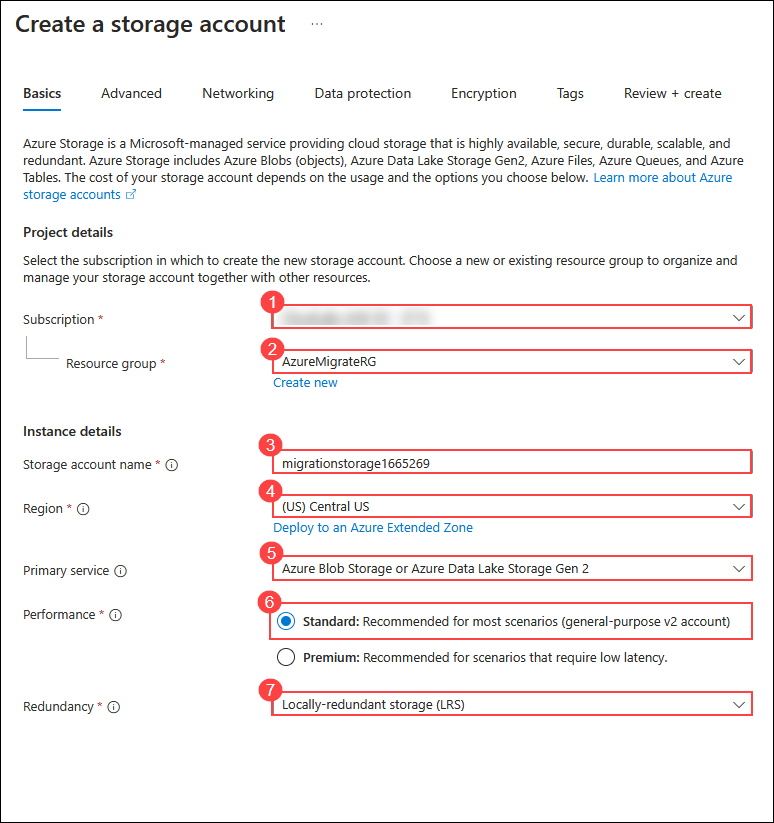 Create a storage account ...
Basics Advanced Networking Data protection Encryption Tags Review + create
Azure Storage is a Microsoft-managed service providing cloud storage that is highly available, secure, durable, scalable, and
redundant. Azure Storage includes Azure Blobs (objects), Azure Data Lake Storage Gen2, Azure Files, Azure Queues, and Azure
Tables. The cost of your storage account depends on the usage and the options you choose below. Learn more about Azure
storage accounts
Project details
Select the subscription in which to create the new storage account. Choose a new or existing resource group to organize and
manage your storage account together with other resources.
1
Subscription *
2
Resource group * AzureMigrateRG
Create new
Instance details
3
Storage account name * migrationstorage1665269
4
Region * (US) Central US
Deploy to an Azure Extended Zone
5
Primary service Azure Blob Storage or Azure Data Lake Storage Gen 2
6
Performance * Standard: Recommended for most scenarios (general-purpose v2 account)
Premium: Recommended for scenarios that require low latency.
7
Redundancy * Locally-redundant storage (LRS)